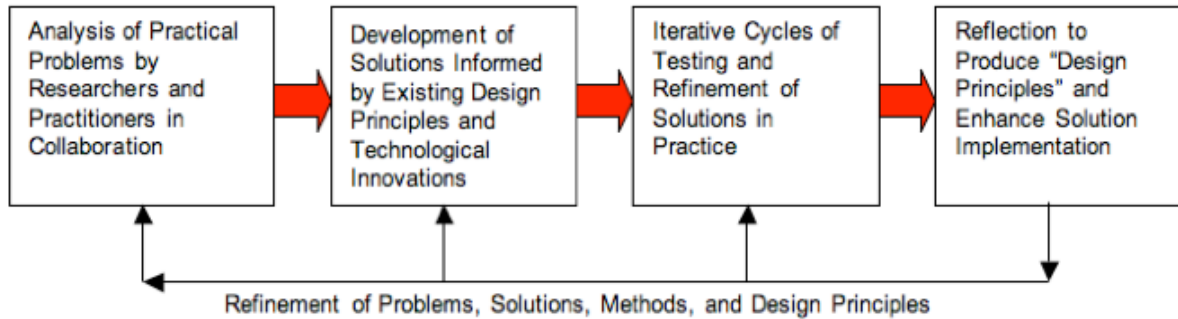 Analysis of Practical
Problems by
Researchers and
Practitioners in
Collaboration
Development of
Solutions Informed
by Existing Design
Principles and
Technological
Innovations
Iterative Cycles of
Testing and
Refinement of
Solutions in
Practice
Reflection to
Produce “Design
Principles" and
Enhance Solution
Implementation
Refinement of Problems, Solutions, Methods, and Design Principles